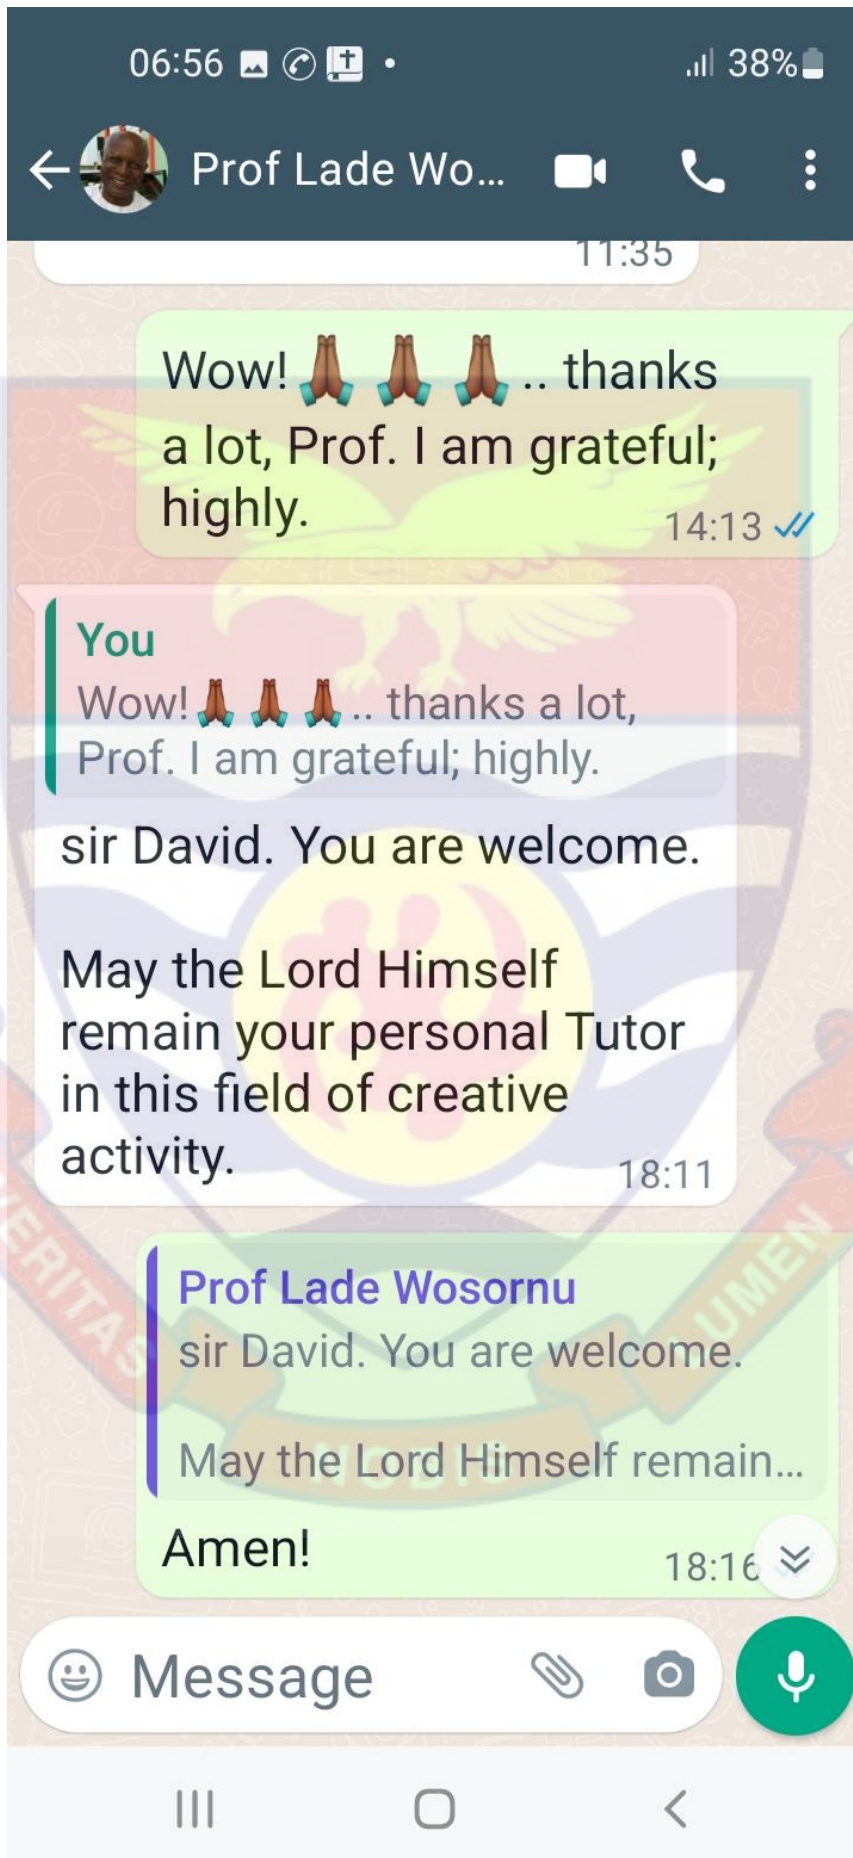 06:56
38%
Prof Lade Wo...
11:35
Wow! 🙏🏾 🙏🏾 🙏🏾 .. thanks
a lot, Prof. I am grateful;
highly.
14:13
You
Wow! 🙏🏾 🙏🏾 🙏🏾 .. thanks a lot,
Prof. I am grateful; highly.
sir David. You are welcome.
May the Lord Himself
remain your personal Tutor
in this field of creative
activity.
18:11
Prof Lade Wosornu
sir David. You are welcome.
May the Lord Himself remain...
Amen!
18:16
Message
VERITAS
NOBIS
LUMEN